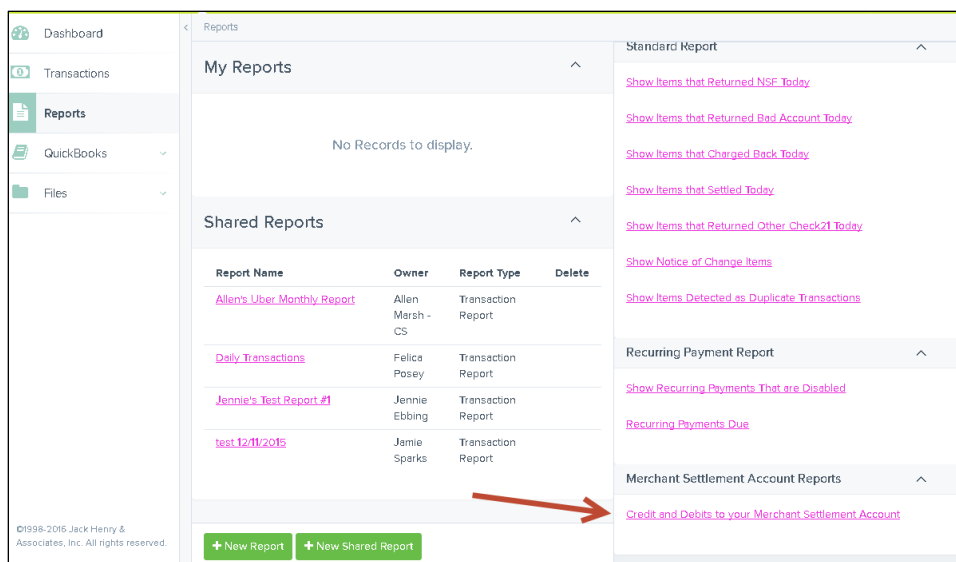 Dashboard
Transactions
Reports
QuickBooks
Files
©1998-2016 Jack Henry &
Associates, Inc. All rights reserved.
Reports
My Reports
No Records to display.
Shared Reports
Report Name Owner Report Type Delete
Allen's Uber Monthly Report Allen Transaction
Marsh - Report
CS
Daily Transactions Felica Transaction
Posey Report
Jennie's Test Report #1 Jennie Transaction
Ebbing Report
test 12/11/2015 Jamie Transaction
Sparks Report
+ New Report + New Shared Report
Standard Report
Show Items that Returned NSF Today
Show Items that Returned Bad Account Today
Show Items that Charged Back Today
Show Items that Settled Today
Show Items that Returned Other Check21 Today
Show Notice of Change Items
Show Items Detected as Duplicate Transactions
Recurring Payment Report
Show Recurring Payments That are Disabled
Recurring Payments Due
Merchant Settlement Account Reports
Credit and Debits to your Merchant Settlement Account